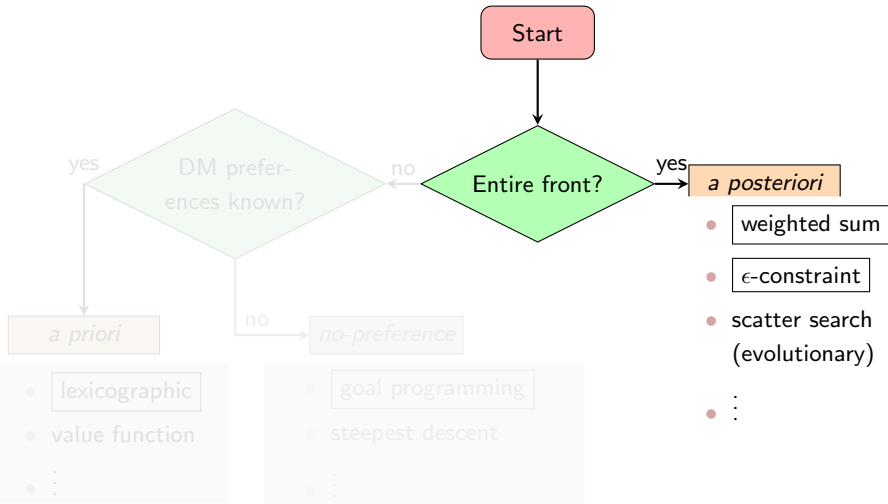 Start
yes
DM prefer-
ences known?
no
Entire front?
yes
a posteriori
weighted sum
ϵ-constraint
scatter search
(evolutionary)
⋮
no
a priori
no-preference
lexicographic
value function
⋮
goal programming
steepest descent
⋮